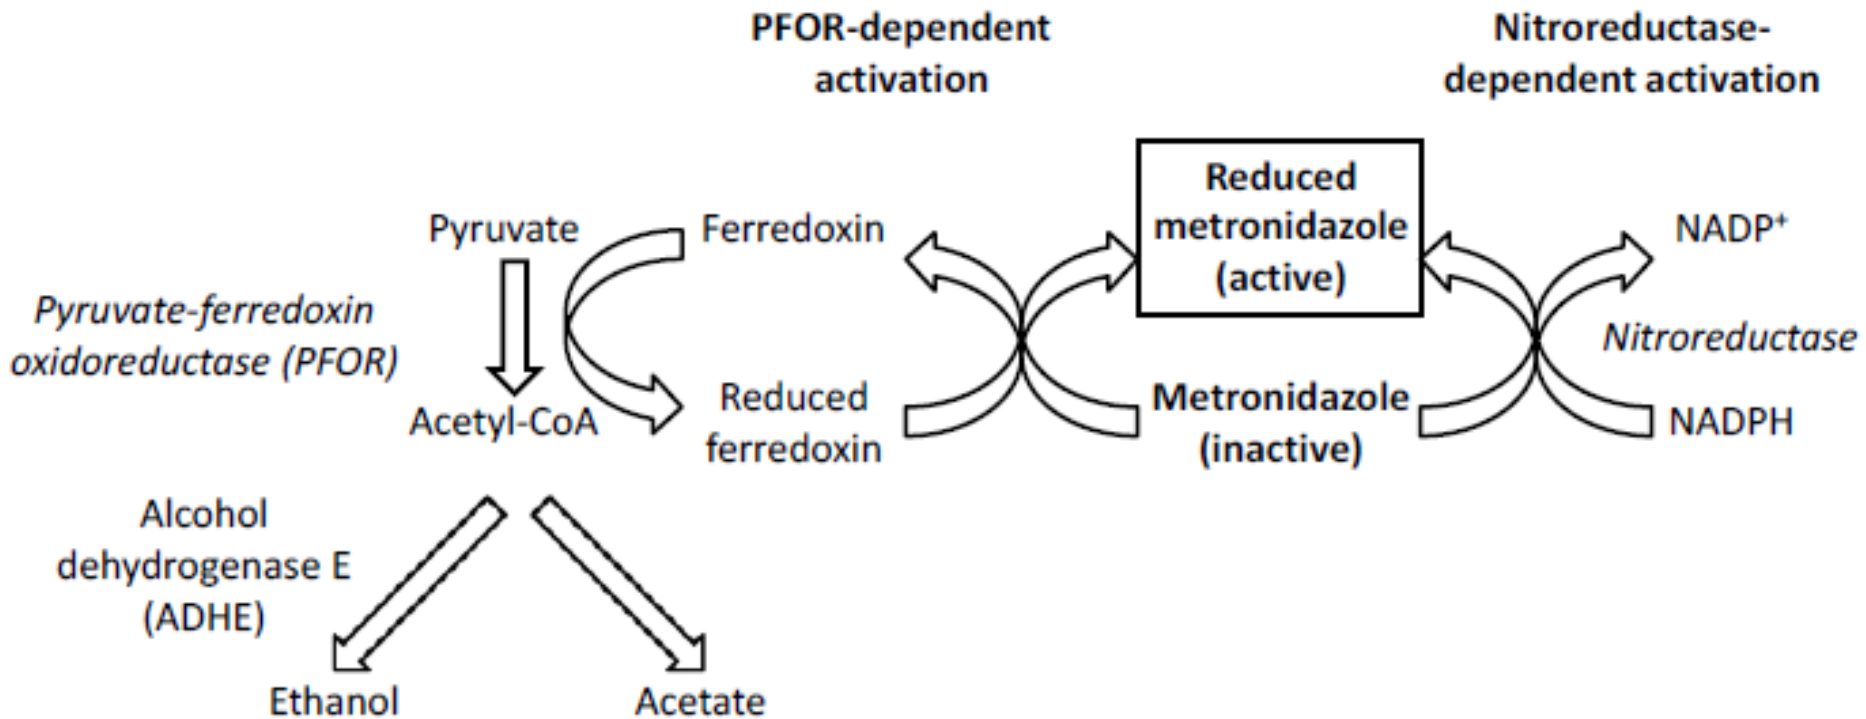 PFOR-dependent
activation
Nitroreductase-
dependent activation
Pyruvate
Ferredoxin
Reduced
metronidazole
(active)
NADP⁺
Pyruvate-ferredoxin
oxidoreductase (PFOR)
Nitroreductase
Acetyl-CoA
Reduced
ferredoxin
Metronidazole
(inactive)
NADPH
Alcohol
dehydrogenase E
(ADHE)
Ethanol
Acetate